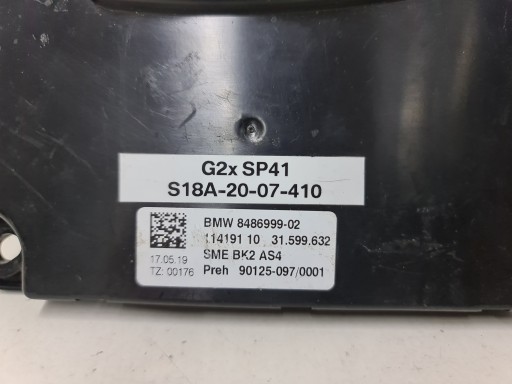 G2x SP41
S18A-20-07-410
BMW 8486999-02
114191 10 31.599.632
17.05.19 SME BK2 AS4
TZ: 00176 Preh 90125-097/0001